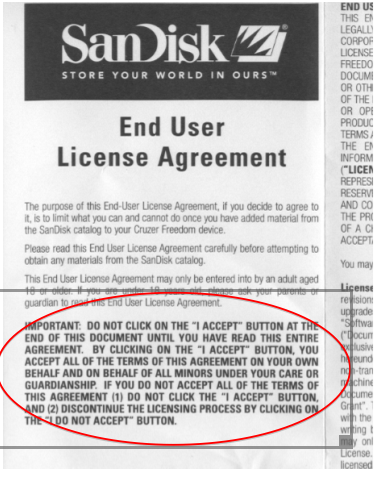 SanDisk
STORE YOUR WORLD IN OURS™
End User
License Agreement
The purpose of this End-User License Agreement, if you decide to agree to
it, is to limit what you can and cannot do once you have added material from
the SanDisk catalog to your Cruzer Freedom device.
Please read this End User License Agreement carefully before attempting to
obtain any materials from the SanDisk catalog.
This End User License Agreement may only be entered into by an adult aged
18 or older. If you are under 18 years old, please ask your parents or
guardian to read this End User License Agreement.
IMPORTANT: DO NOT CLICK ON THE "I ACCEPT" BUTTON AT THE
END OF THIS DOCUMENT UNTIL YOU HAVE READ THIS ENTIRE
AGREEMENT. BY CLICKING ON THE "I ACCEPT" BUTTON, YOU
ACCEPT ALL OF THE TERMS OF THIS AGREEMENT ON YOUR OWN
BEHALF AND ON BEHALF OF ALL MINORS UNDER YOUR CARE OR
GUARDIANSHIP. IF YOU DO NOT ACCEPT ALL OF THE TERMS OF
THIS AGREEMENT (1) DO NOT CLICK THE "I ACCEPT" BUTTON,
AND (2) DISCONTINUE THE LICENSING PROCESS BY CLICKING ON
THE "I DO NOT ACCEPT" BUTTON.
END US
THIS EN
LEGALLY
CORPOR
LICENSE
FREEDO
DOCUME
OR OTH
OF THE
OR OPE
PRODUC
TERMS A
THE EN
INFORM
("LICEN
REPRES
RESERV
AND CO
THE PRO
OF A CI
ACCEPTA
You may
License
revisions
upgrade
"Softwa
("Docum
exclusive
hereund
non-tran
machine
Docume
Grant".
with the
writing b
may onl
License.
licensed